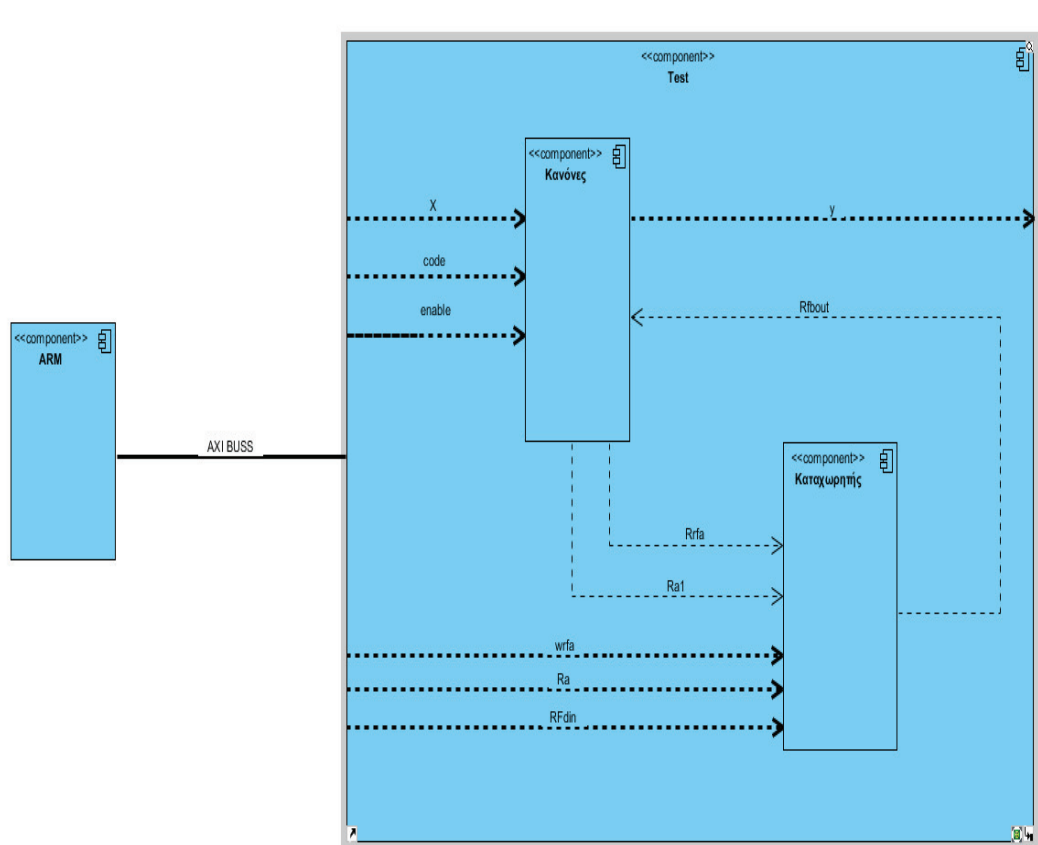 <<component>>
Test
<<component>>
Κανόνες
X
y
code
enable
Rfbout
<<component>>
ARM
AXI BUSS
<<component>>
Καταχωρητής
Rrfa
Ra1
wrfa
Ra
RFdin